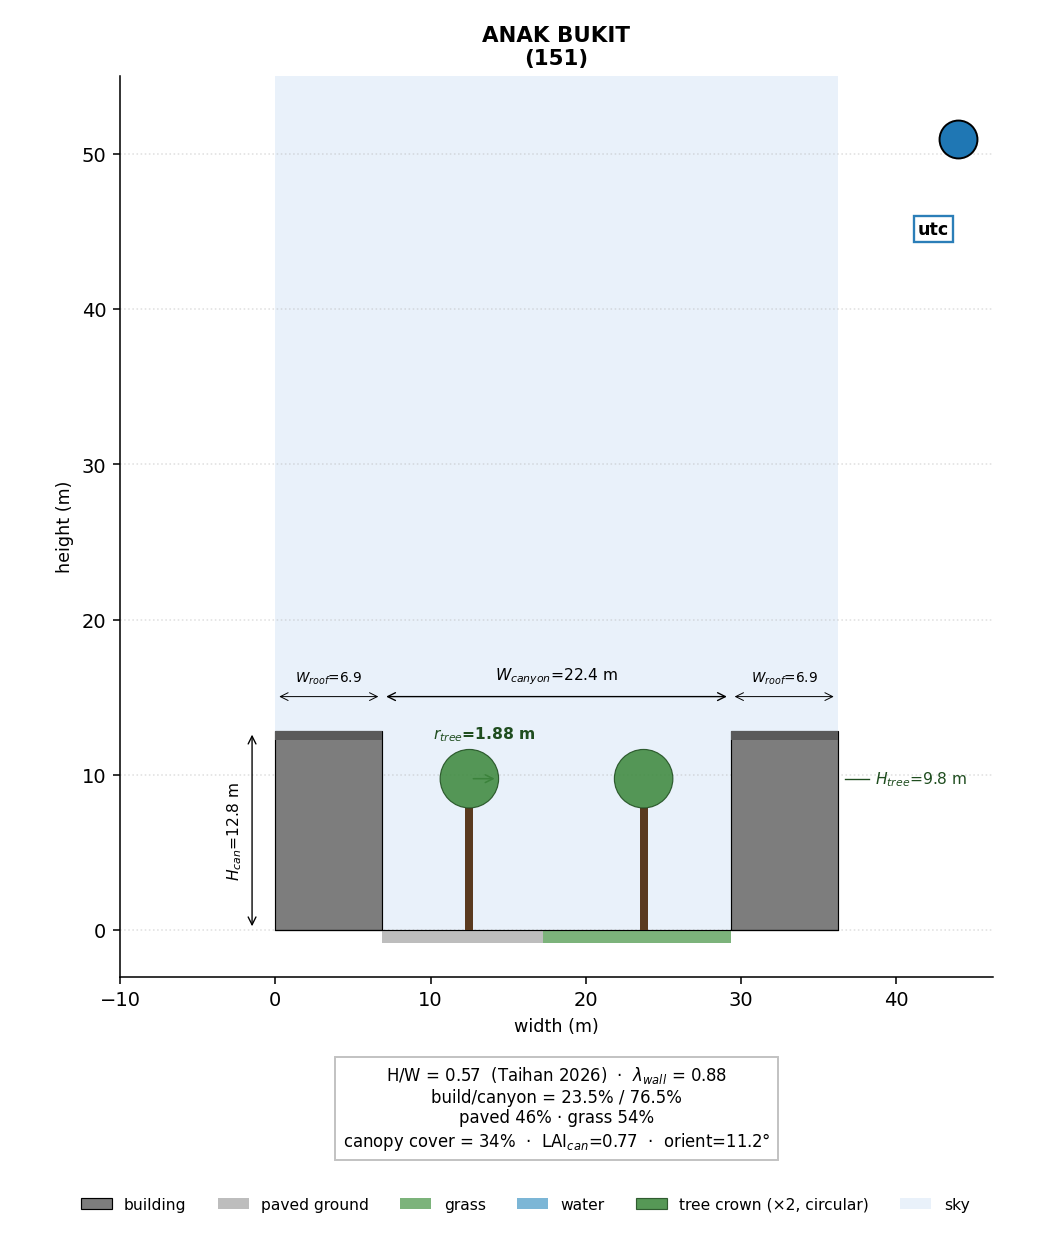 ANAK BUKIT
(151)
50
utc
40
30
height (m)
20
W_roof=6.9
W_canyon=22.4 m
W_roof=6.9
r_tree=1.88 m
10
H_tree=9.8 m
H_can=12.8 m
0
−10 0 10 20 30 40
width (m)
H/W = 0.57 (Taihan 2026) · λ_wall = 0.88
build/canyon = 23.5% / 76.5%
paved 46% · grass 54%
canopy cover = 34% · LAI_can=0.77 · orient=11.2°
building paved ground grass water tree crown (×2, circular) sky